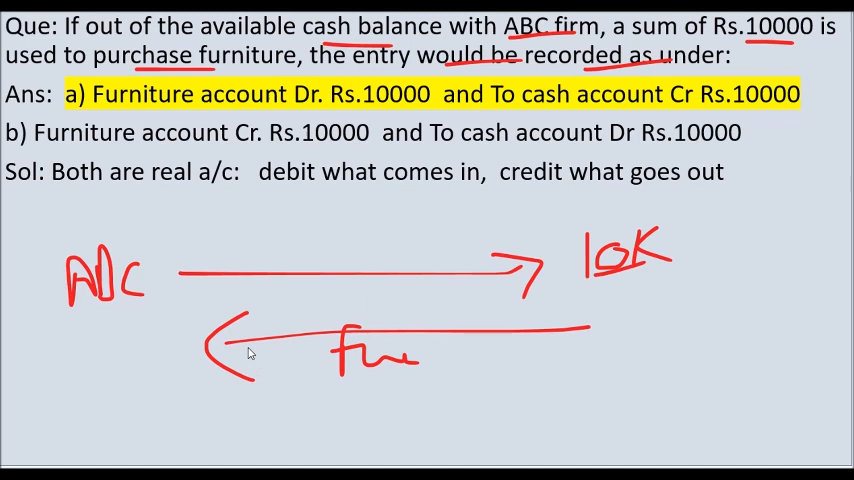 Que: If out of the available cash balance with ABC firm, a sum of Rs.10000 is
used to purchase furniture, the entry would be recorded as under:
Ans: a) Furniture account Dr. Rs.10000 and To cash account Cr Rs.10000
b) Furniture account Cr. Rs.10000 and To cash account Dr Rs.10000
Sol: Both are real a/c: debit what comes in, credit what goes out
ABC 10K